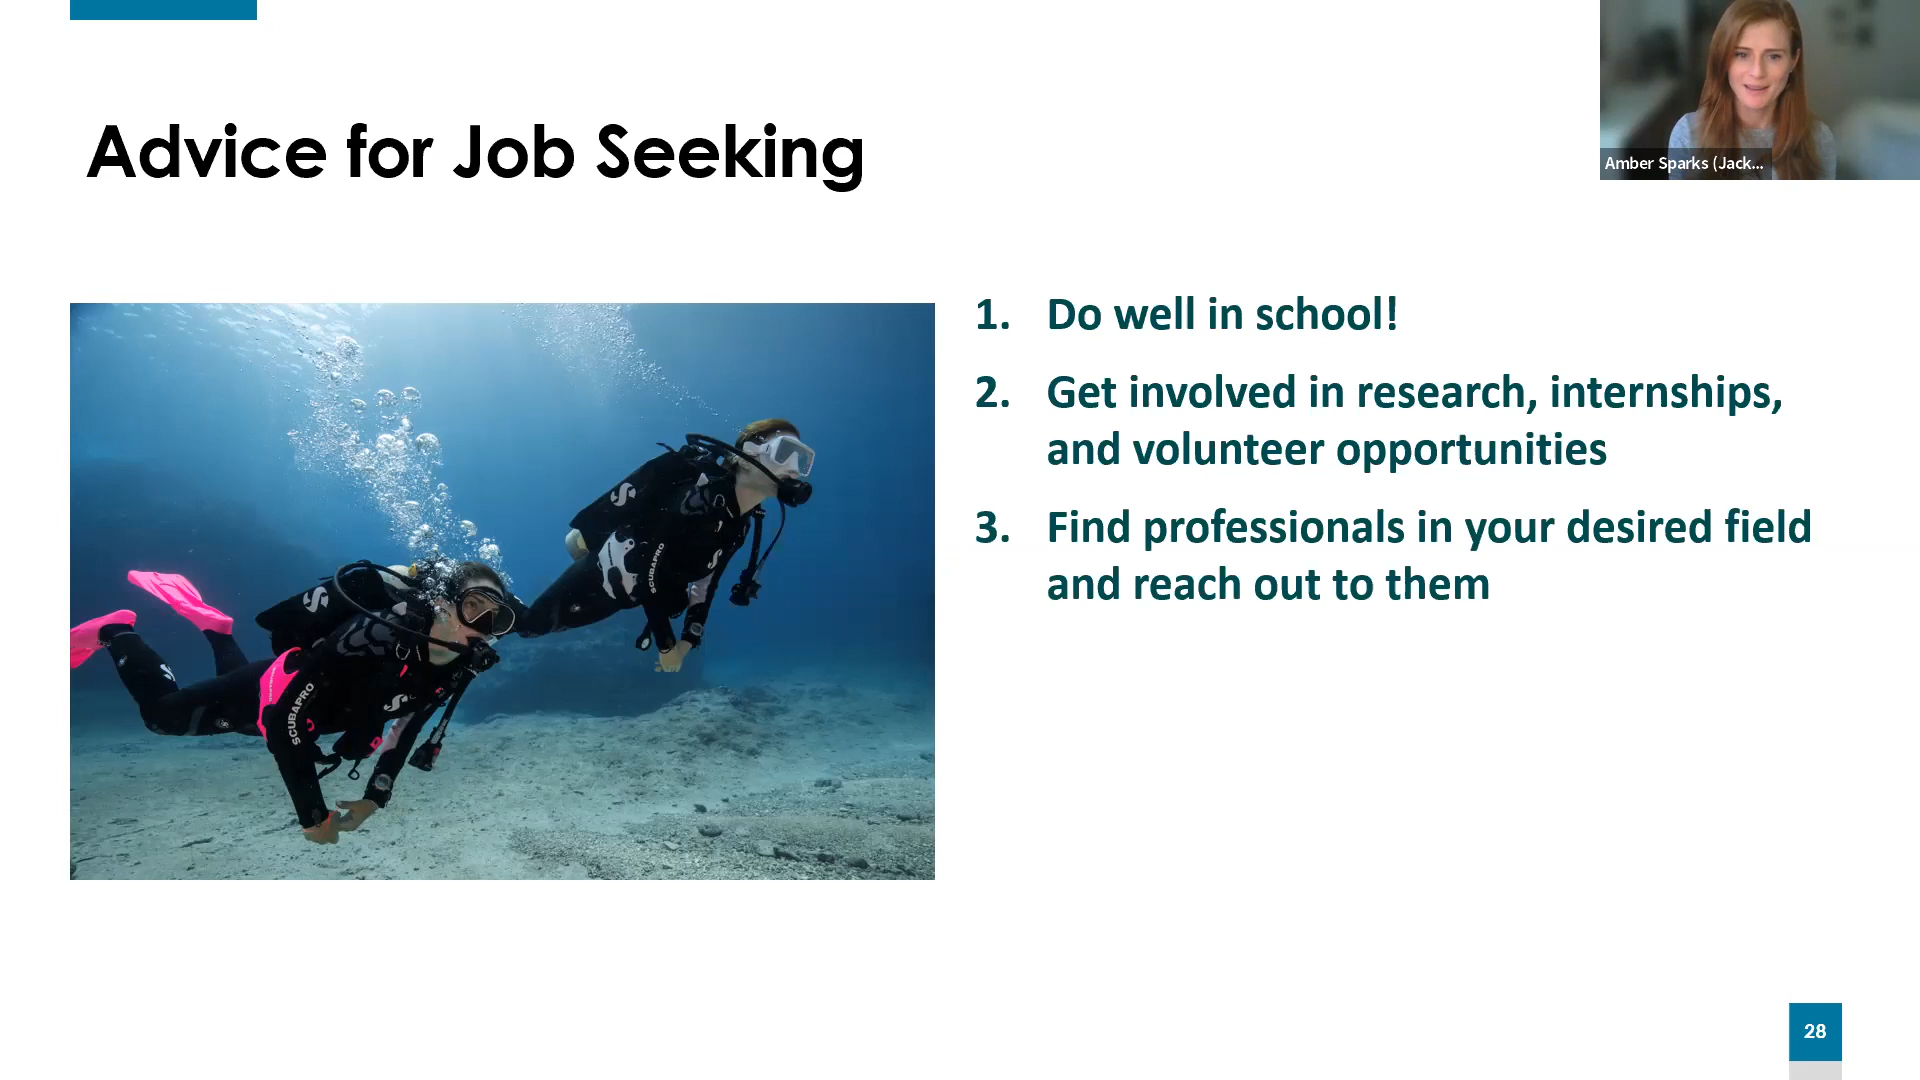 Advice for Job Seeking
Amber Sparks (Jack...
1. Do well in school!
2. Get involved in research, internships,
and volunteer opportunities
3. Find professionals in your desired field
and reach out to them
SCUBAPRO
SCUBAPRO
28